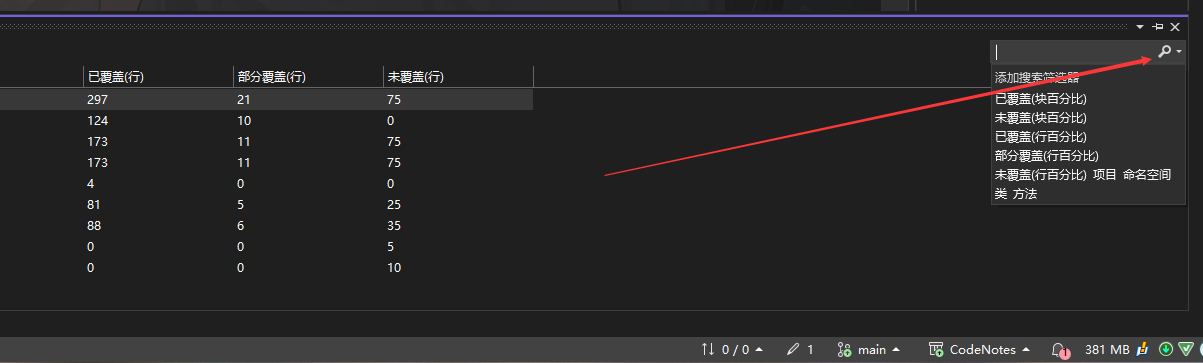 添加搜索筛选器
已覆盖(行) 部分覆盖(行) 未覆盖(行)
已覆盖(块百分比)
297 21 75
未覆盖(块百分比)
124 10 0
已覆盖(行百分比)
173 11 75
部分覆盖(行百分比)
173 11 75
未覆盖(行百分比) 项目 命名空间
4 0 0
类 方法
81 5 25
88 6 35
0 0 5
0 0 10
0 / 0 1 main CodeNotes 1 381 MB